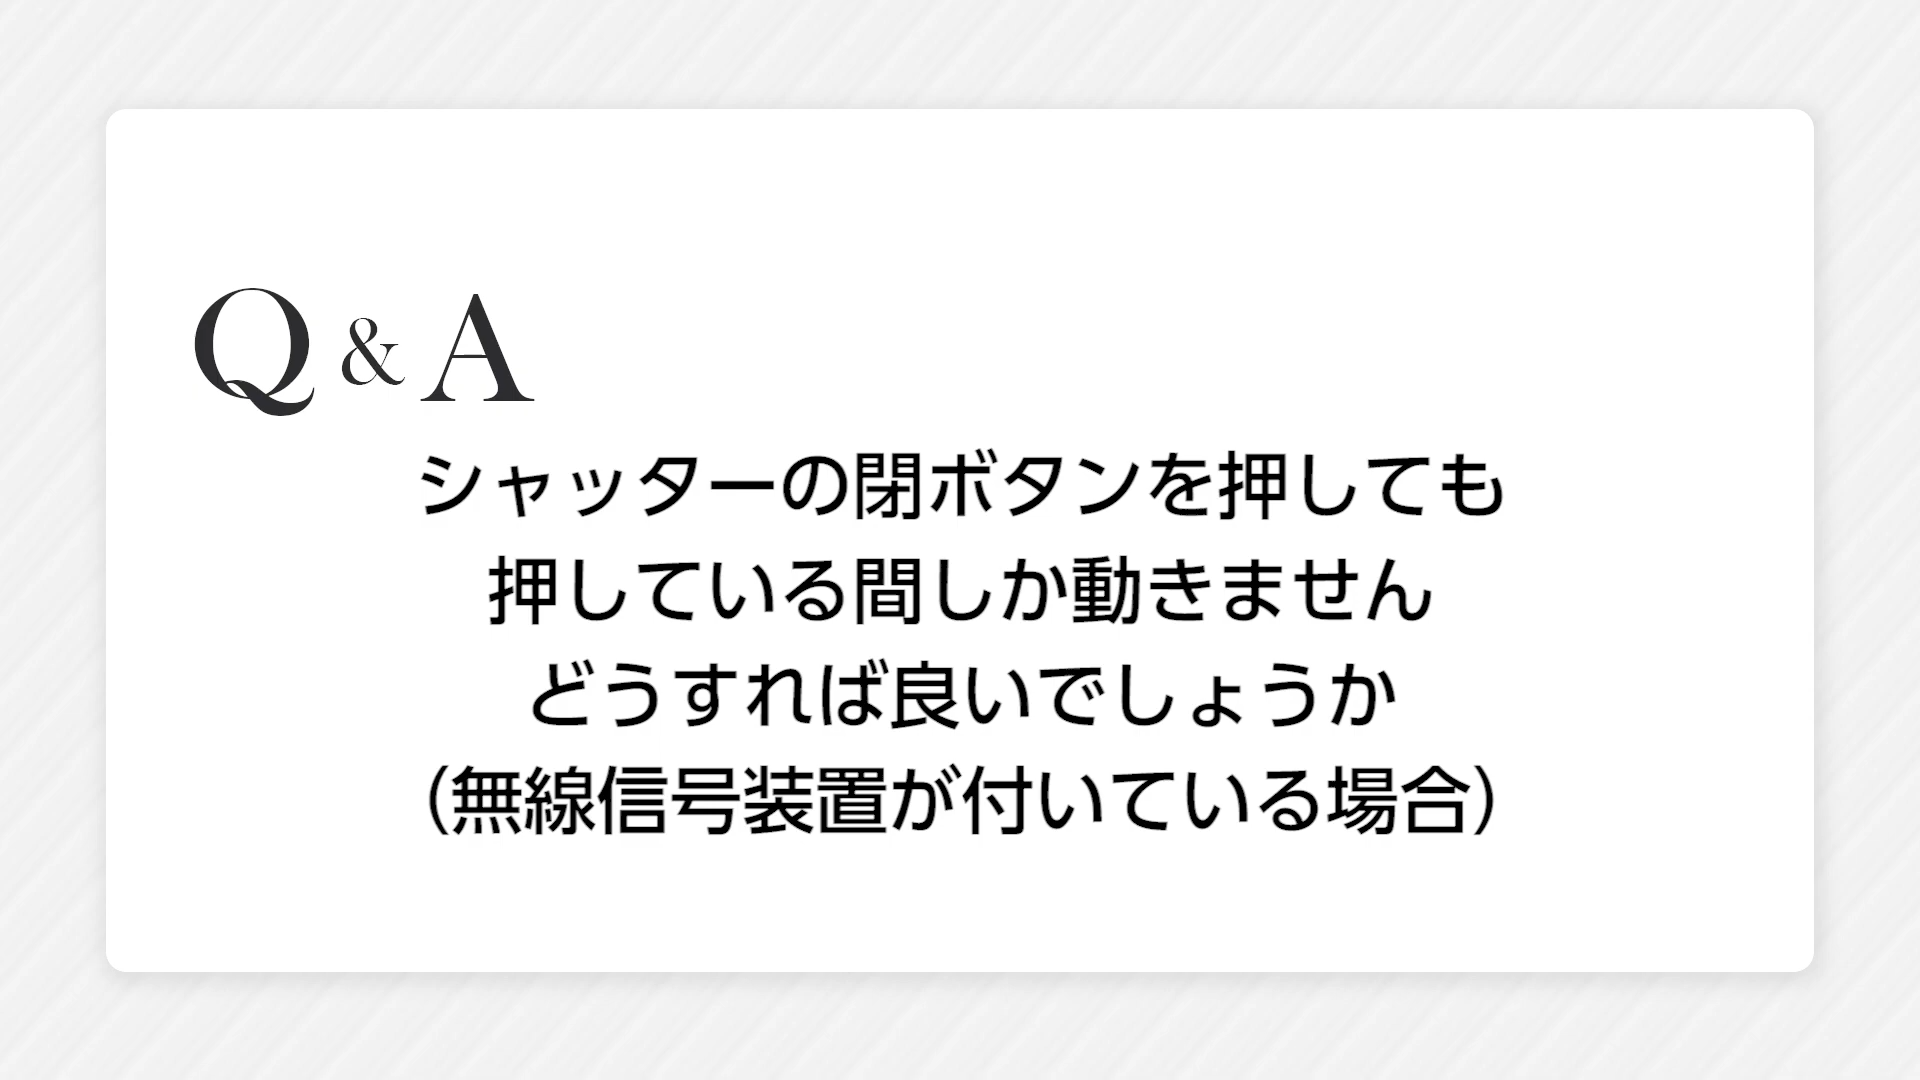 Q & A
シャッターの閉ボタンを押しても
押している間しか動きません
どうすれば良いでしょうか
（無線信号装置が付いている場合）